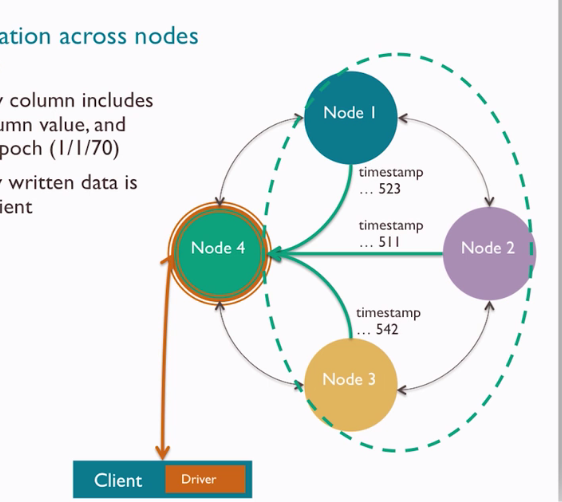 ation across nodes
y column includes
umn value, and
poch (1/1/70)
y written data is
ient
Node 1
timestamp
... 523
timestamp
... 511
Node 4
Node 2
timestamp
... 542
Node 3
Client
Driver